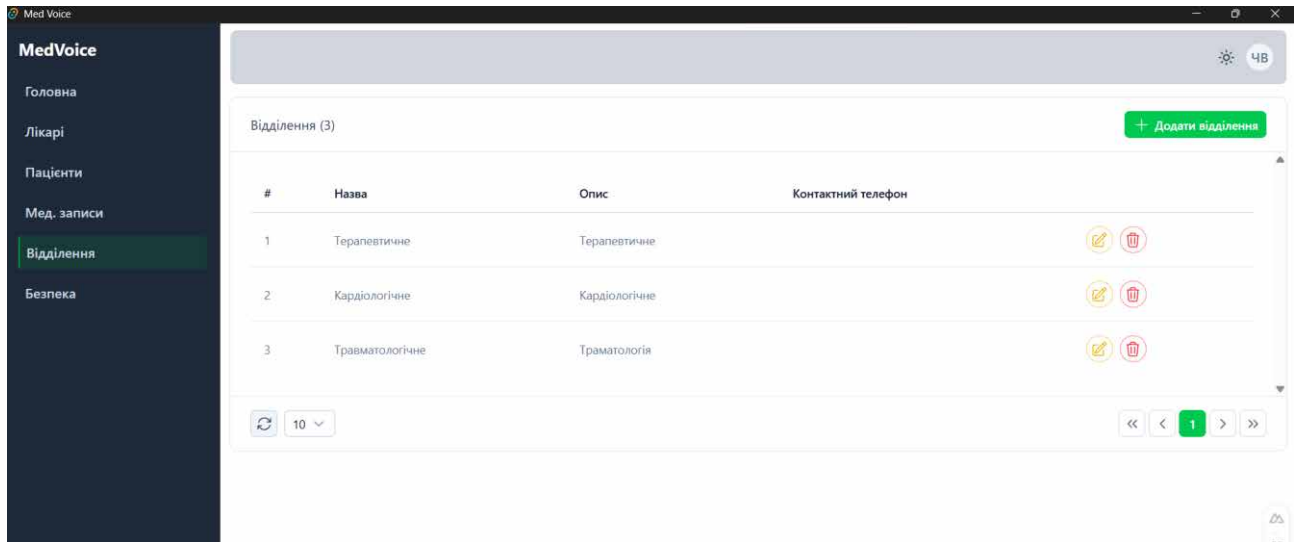 Med Voice
MedVoice
ЧВ
Головна
Лікарі
Пацієнти
Мед. записи
Відділення
Безпека
Відділення (3)
+ Додати відділення
# Назва Опис Контактний телефон
1 Терапевтичне Терапевтичне
2 Кардіологічне Кардіологічне
3 Травматологічне Траматологія
10
« < 1 > »